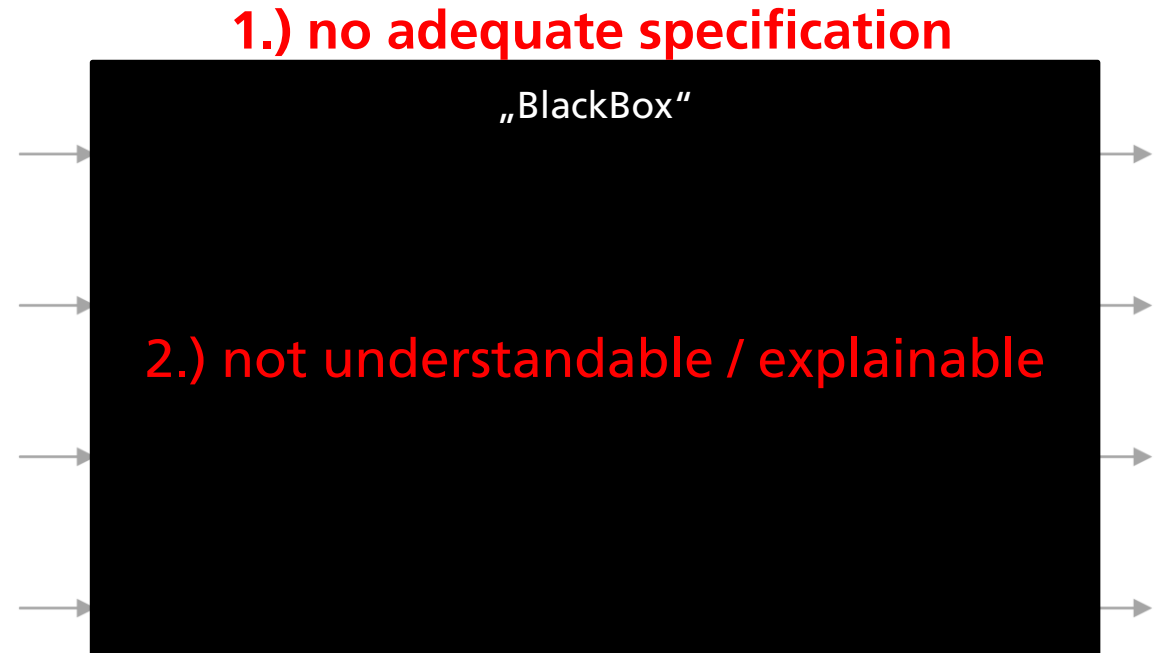 1.) no adequate specification
„BlackBox“
2.) not understandable / explainable